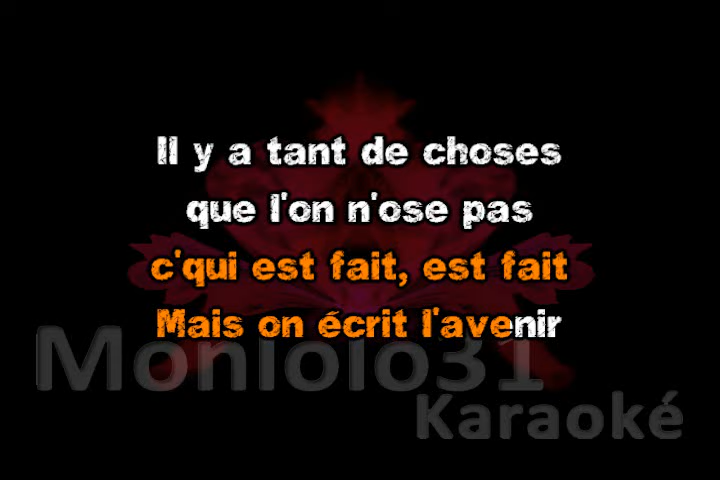 Il y a tant de choses
que l'on n'ose pas
c'qui est fait, est fait
Mais on écrit l'avenir
Monlolo31
Karaoké